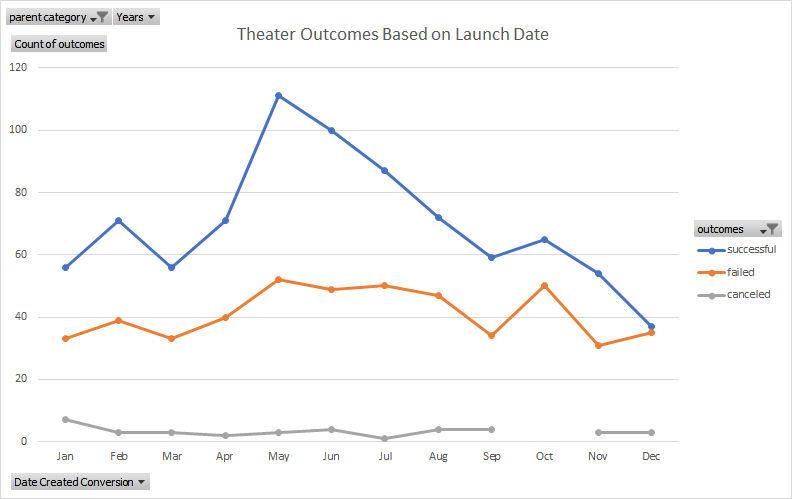 parent category Years
Count of outcomes
Theater Outcomes Based on Launch Date
120
100
80
60
40
20
0
Jan Feb Mar Apr May Jun Jul Aug Sep Oct Nov Dec
outcomes
successful
failed
canceled
Date Created Conversion